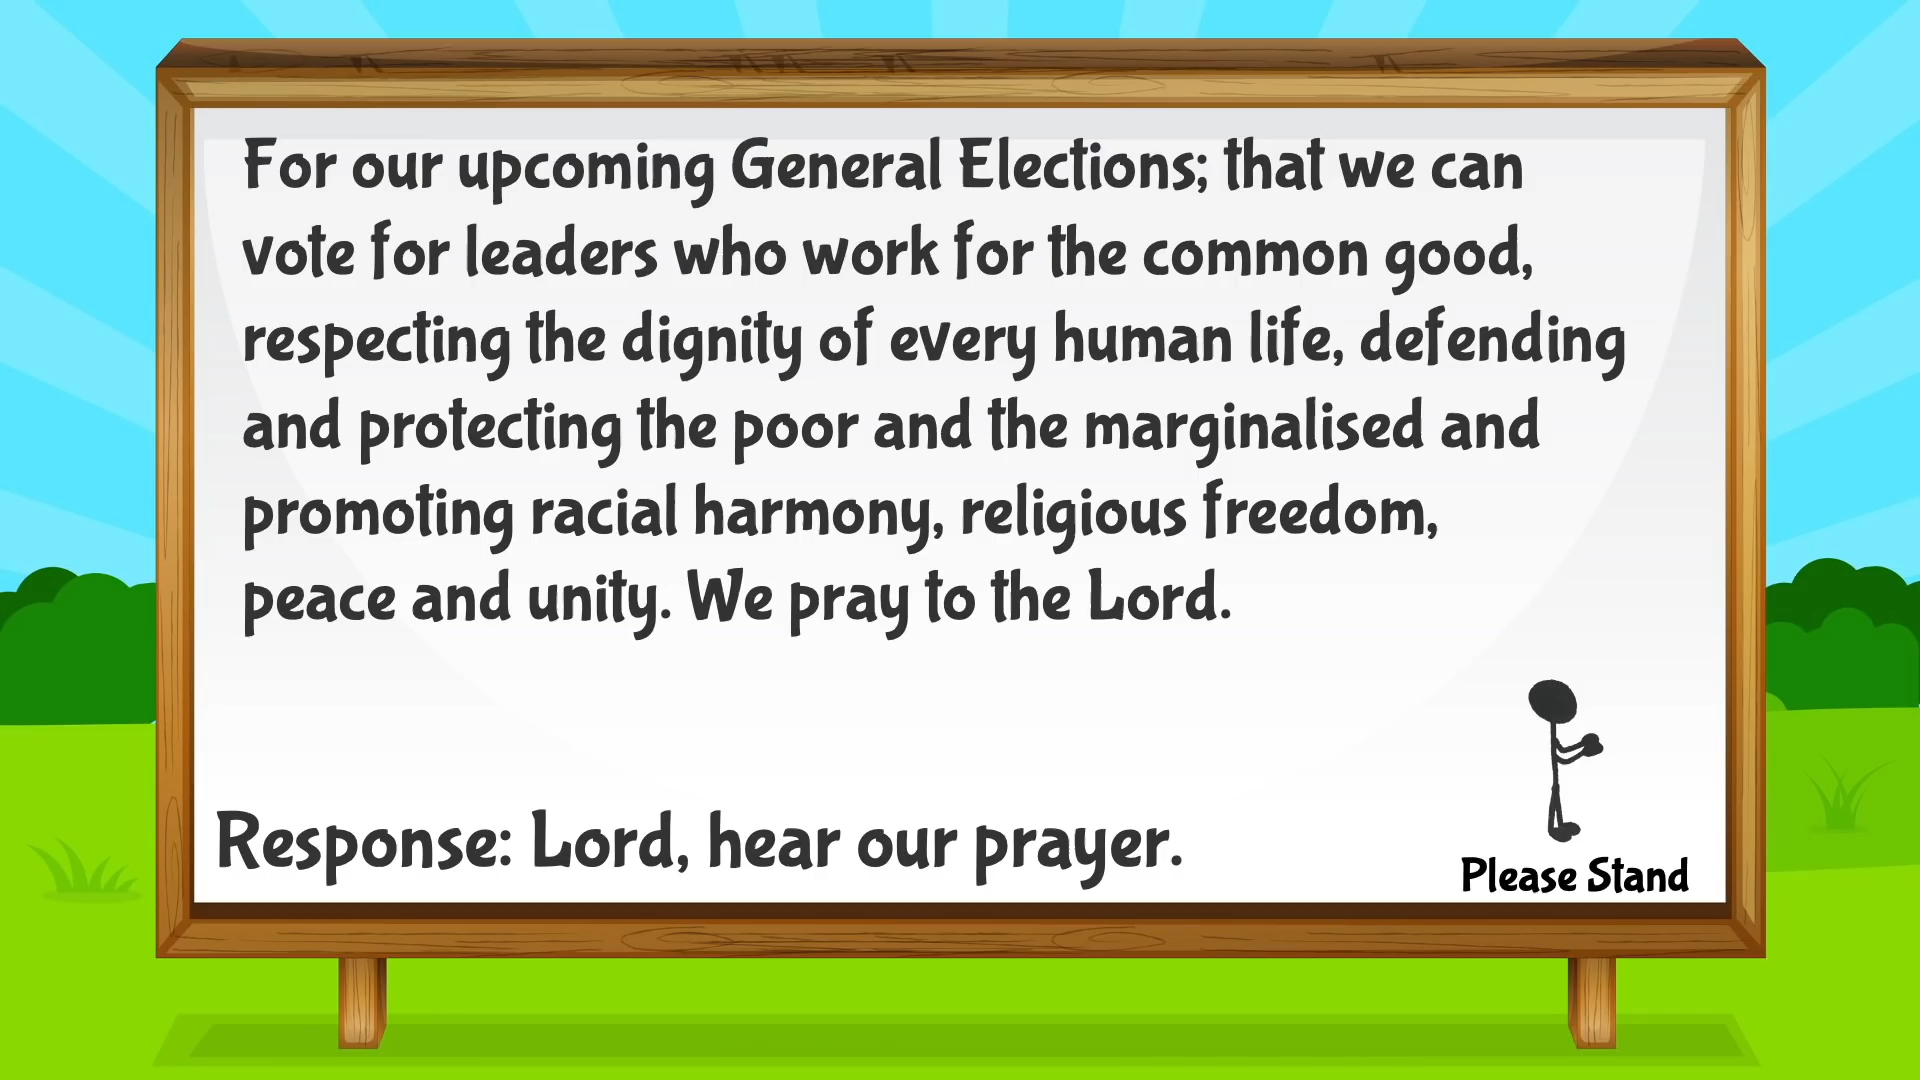 For our upcoming General Elections; that we can
vote for leaders who work for the common good,
respecting the dignity of every human life, defending
and protecting the poor and the marginalised and
promoting racial harmony, religious freedom,
peace and unity. We pray to the Lord.
Response: Lord, hear our prayer.
Please Stand